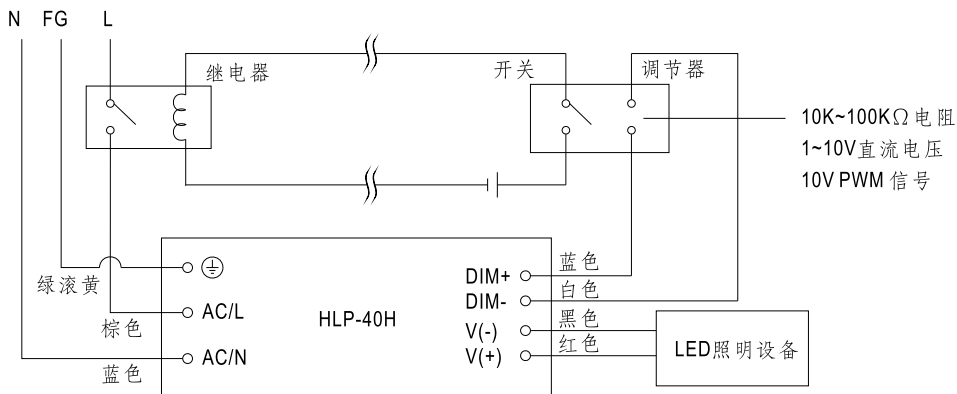 N FG L
继电器
开关
调节器
10K~100KΩ电阻
1~10V直流电压
10V PWM 信号
绿滚黄
棕色
蓝色
AC/L
AC/N
HLP-40H
DIM+
DIM-
V(-)
V(+)
蓝色
白色
黑色
红色
LED照明设备